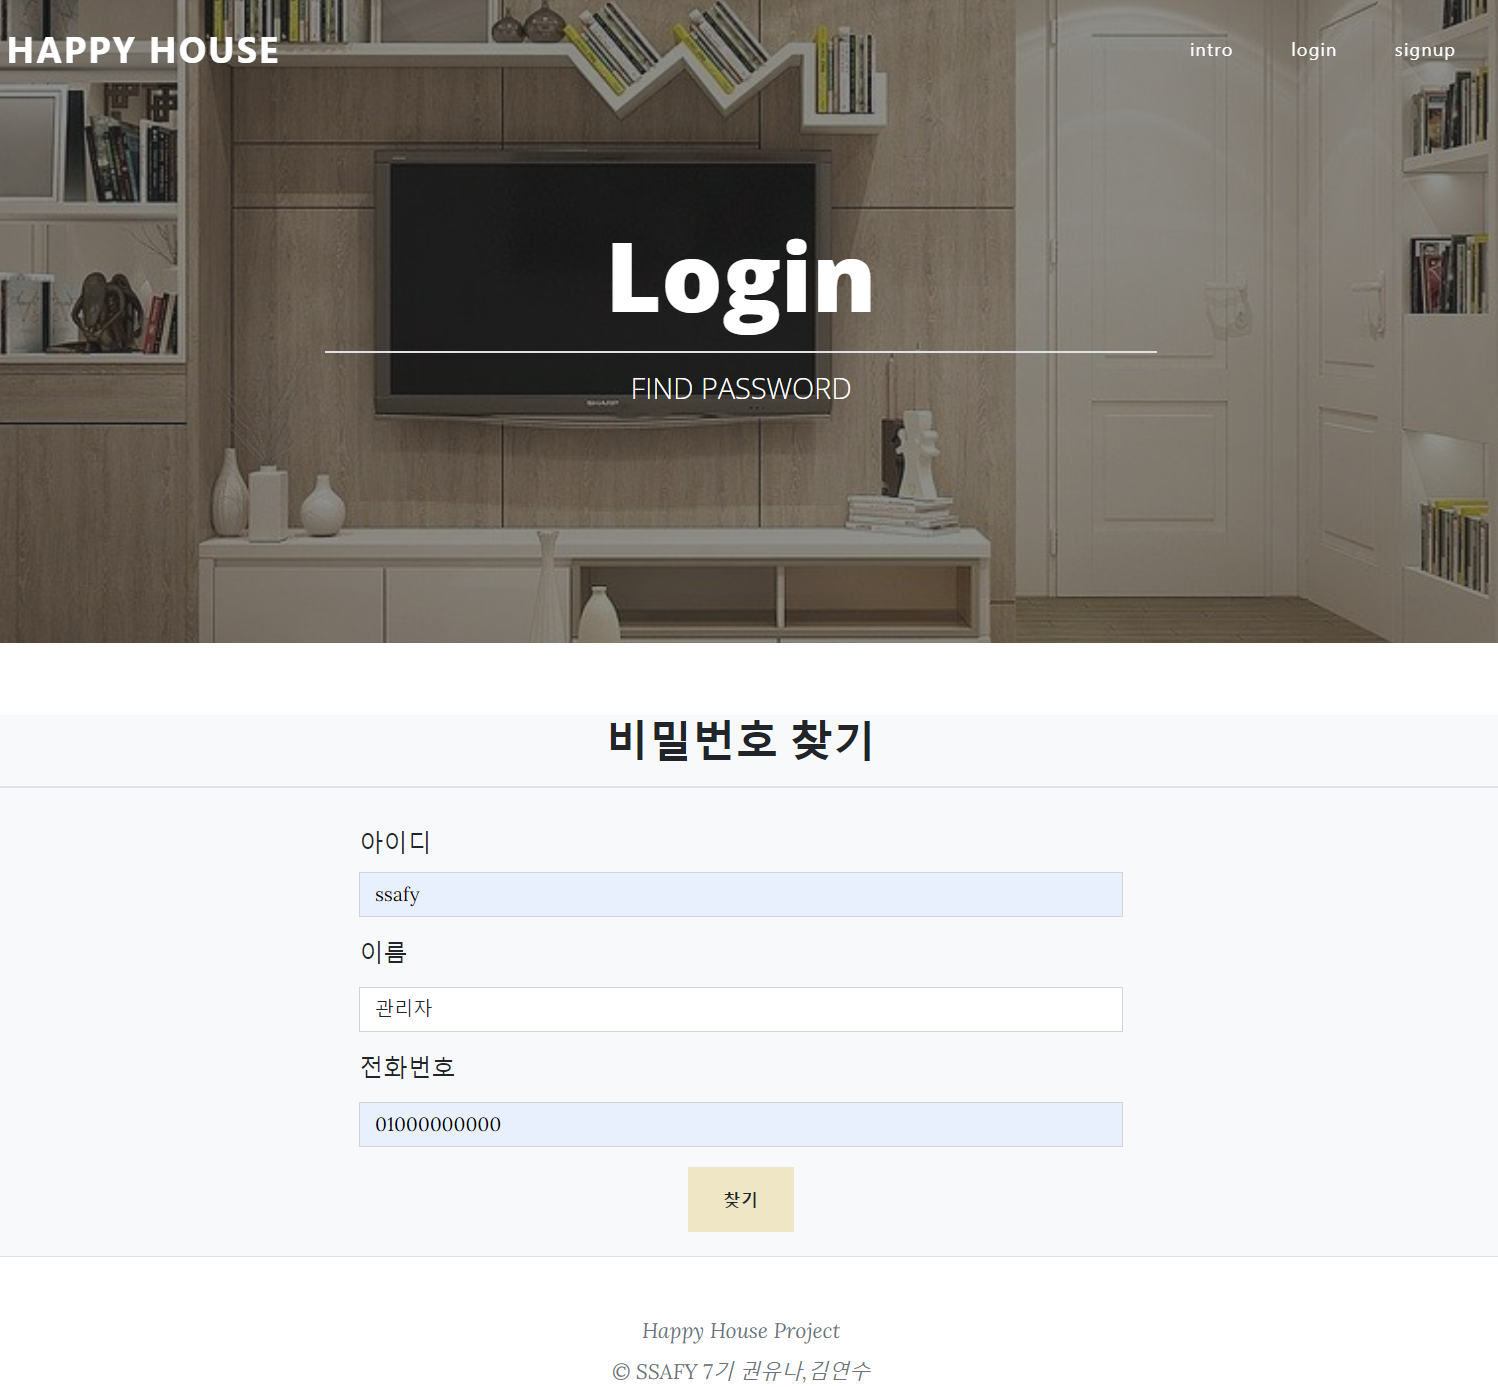 HAPPY HOUSE
intro login signup
Login
FIND PASSWORD
비밀번호 찾기
아이디
ssafy
이름
관리자
전화번호
01000000000
찾기
Happy House Project
© SSAFY 7기 권유나,김연수